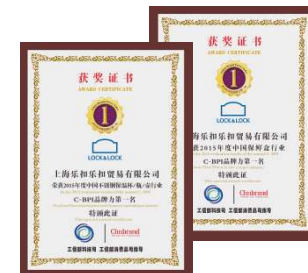 获奖证书
AWARD CERTIFICATE
1
LOCK&LOCK
上海乐扣乐扣贸易有限公司
荣获2015年度中国不锈钢保温杯/瓶/壶行业
C-BPI品牌力第一名
特颁此证
Chnbrand
工信部科技司 工信部消费品司指导
获奖证书
AWARD CERTIFICATE
1
LOCK&LOCK
海乐扣乐扣贸易有限公司
获2015年度中国保鲜盒行业
C-BPI品牌力第一名
特颁此证
Chnbrand
工信部科技司 工信部消费品司指导